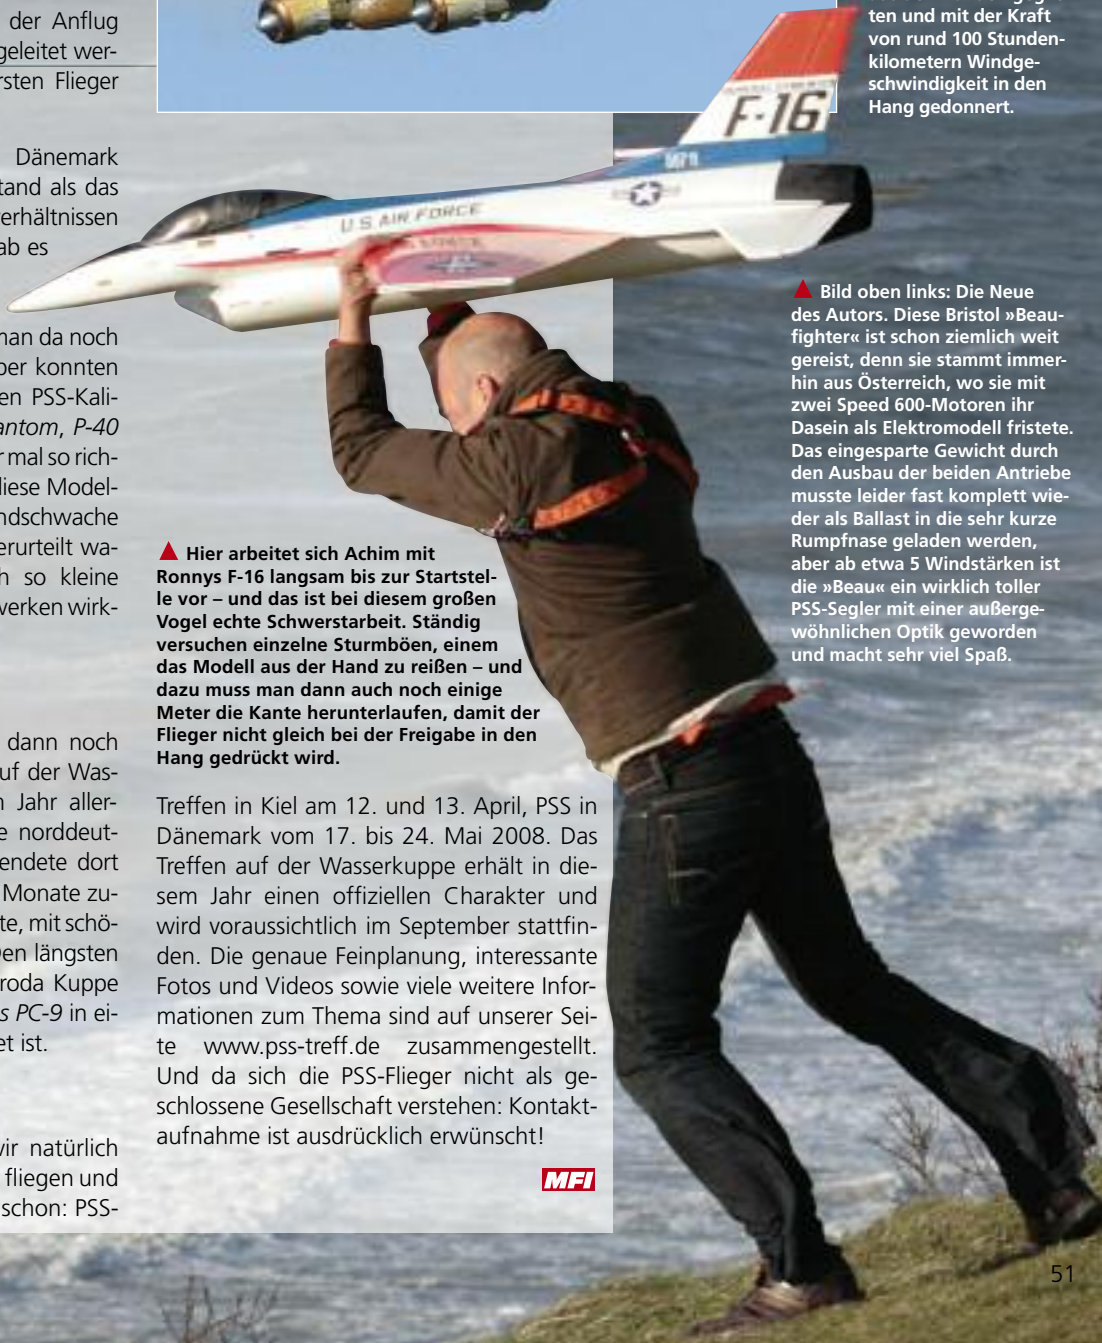 der Anflug
geleitet wer-
rsten Flieger
Dänemark
tand als das
verhältnissen
ab es
man da noch
ber konnten
en PSS-Kali-
antom, P-40
r mal so rich-
diese Model-
ndschwache
erurteilt wa-
h so kleine
werken wirk-
dann noch
uf der Was-
n Jahr aller-
e norddeut-
endete dort
Monate zu-
te, mit schö-
Den längsten
roda Kuppe
s PC-9 in ei-
et ist.
wir natürlich
fliegen und
schon: PSS-
ten und mit der Kraft
von rund 100 Stunden-
kilometern Windge-
schwindigkeit in den
Hang gedonnert.
F-16
U.S. AIR FORCE
▲ Bild oben links: Die Neue
des Autors. Diese Bristol »Beau-
fighter« ist schon ziemlich weit
gereist, denn sie stammt immer-
hin aus Österreich, wo sie mit
zwei Speed 600-Motoren ihr
Dasein als Elektromodell fristete.
Das eingesparte Gewicht durch
den Ausbau der beiden Antriebe
musste leider fast komplett wie-
der als Ballast in die sehr kurze
Rumpfnase geladen werden,
aber ab etwa 5 Windstärken ist
die »Beau« ein wirklich toller
PSS-Segler mit einer außerge-
wöhnlichen Optik geworden
und macht sehr viel Spaß.
▲ Hier arbeitet sich Achim mit
Ronnys F-16 langsam bis zur Startstel-
le vor – und das ist bei diesem großen
Vogel echte Schwerstarbeit. Ständig
versuchen einzelne Sturmböen, einem
das Modell aus der Hand zu reißen – und
dazu muss man dann auch noch einige
Meter die Kante herunterlaufen, damit der
Flieger nicht gleich bei der Freigabe in den
Hang gedrückt wird.
Treffen in Kiel am 12. und 13. April, PSS in
Dänemark vom 17. bis 24. Mai 2008. Das
Treffen auf der Wasserkuppe erhält in die-
sem Jahr einen offiziellen Charakter und
wird voraussichtlich im September stattfin-
den. Die genaue Feinplanung, interessante
Fotos und Videos sowie viele weitere Infor-
mationen zum Thema sind auf unserer Sei-
te www.pss-treff.de zusammengestellt.
Und da sich die PSS-Flieger nicht als ge-
schlossene Gesellschaft verstehen: Kontakt-
aufnahme ist ausdrücklich erwünscht!
MFI
51